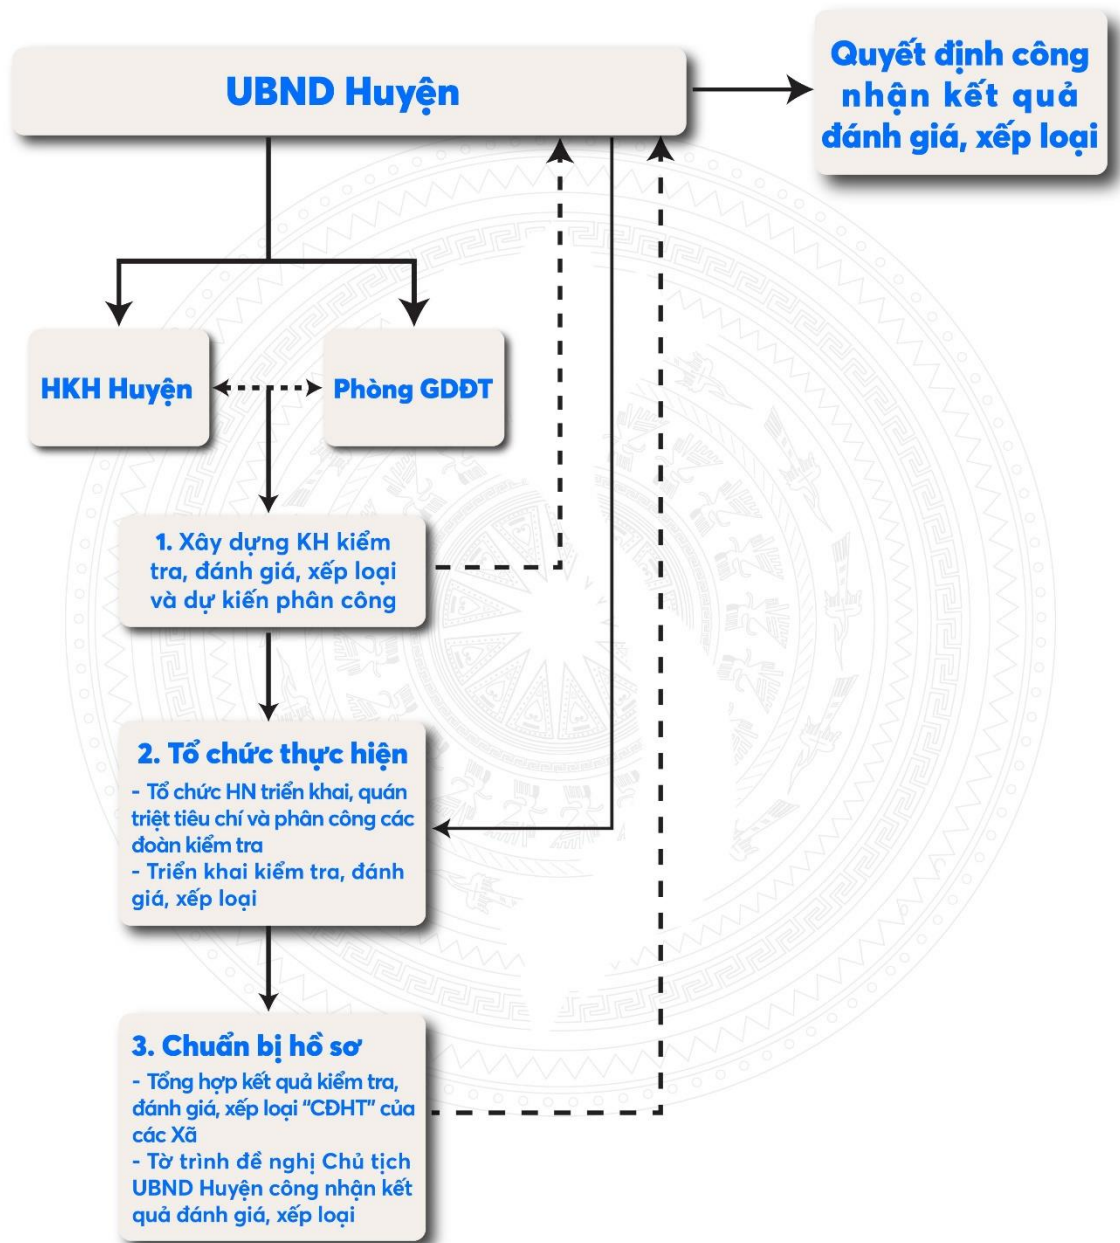 UBND Huyện
Quyết định công
nhận kết quả
đánh giá, xếp loại
HKH Huyện
Phòng GDĐT
1. Xây dựng KH kiểm
tra, đánh giá, xếp loại
và dự kiến phân công
2. Tổ chức thực hiện
- Tổ chức HN triển khai, quán
triệt tiêu chí và phân công các
đoàn kiểm tra
- Triển khai kiểm tra, đánh
giá, xếp loại
3. Chuẩn bị hồ sơ
- Tổng hợp kết quả kiểm tra,
đánh giá, xếp loại “CĐHT” của
các Xã
- Tờ trình đề nghị Chủ tịch
UBND Huyện công nhận kết
quả đánh giá, xếp loại